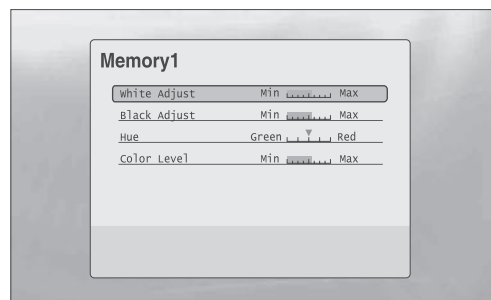 Memory1
White Adjust Min Max
Black Adjust Min Max
Hue Green Red
Color Level Min Max